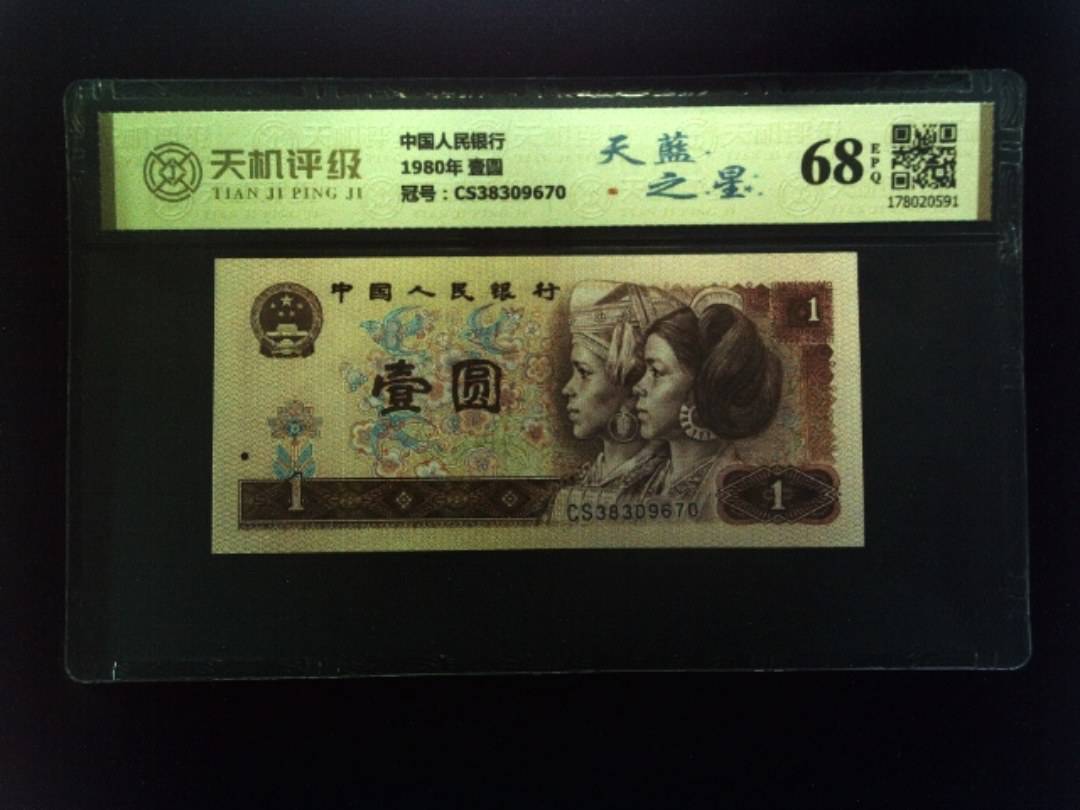 天机评级
TIAN JI PING JI
中国人民银行
1980年 壹圆
冠号：CS38309670
天藍
之星
68
EPQ
178020591
中国人民银行
1
壹圆
1
CS38309670
1